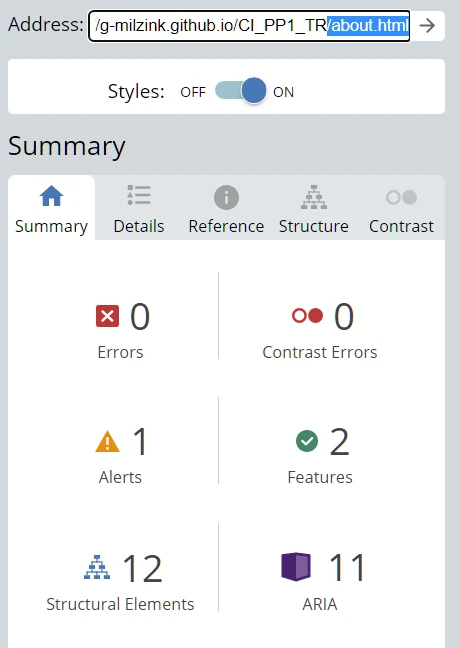 Address: /g-milzink.github.io/CI_PP1_TR/about.html
Styles: OFF ON
Summary
Summary Details Reference Structure Contrast
0 0
Errors Contrast Errors
1 2
Alerts Features
12 11
Structural Elements ARIA